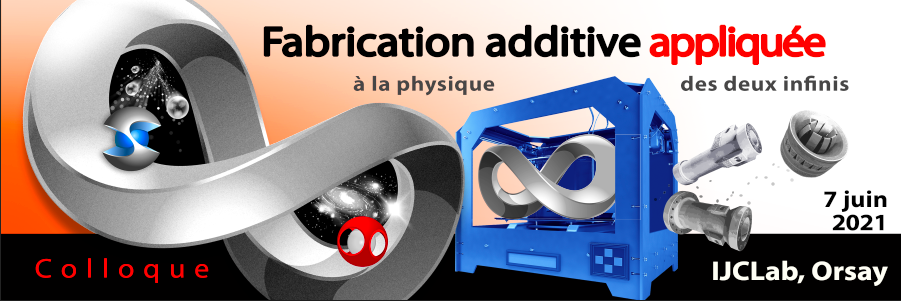 Fabrication additive appliquée
à la physique des deux infinis
7 juin
2021
Colloque
IJCLab, Orsay